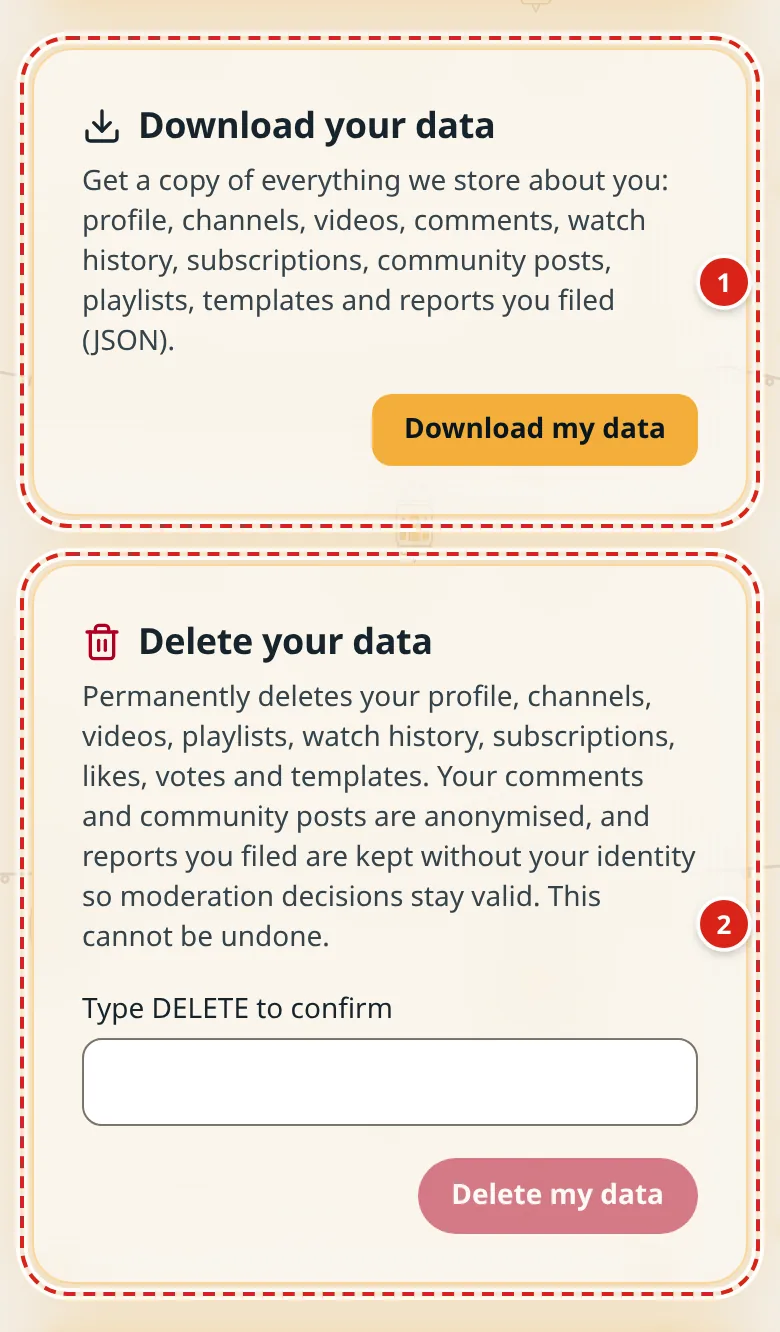 Download your data
Get a copy of everything we store about you:
profile, channels, videos, comments, watch
history, subscriptions, community posts,
playlists, templates and reports you filed
(JSON).
1
Download my data
Delete your data
Permanently deletes your profile, channels,
videos, playlists, watch history, subscriptions,
likes, votes and templates. Your comments
and community posts are anonymised, and
reports you filed are kept without your identity
so moderation decisions stay valid. This
cannot be undone.
2
Type DELETE to confirm
Delete my data